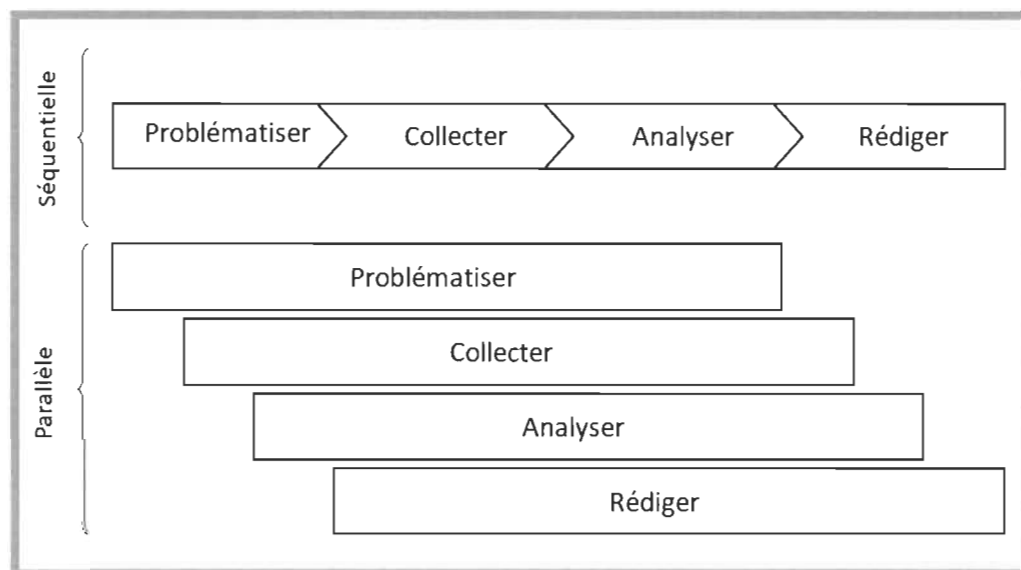 Séquentielle
Problématiser
Collecter
Analyser
Rédiger
Parallèle
Problématiser
Collecter
Analyser
Rédiger